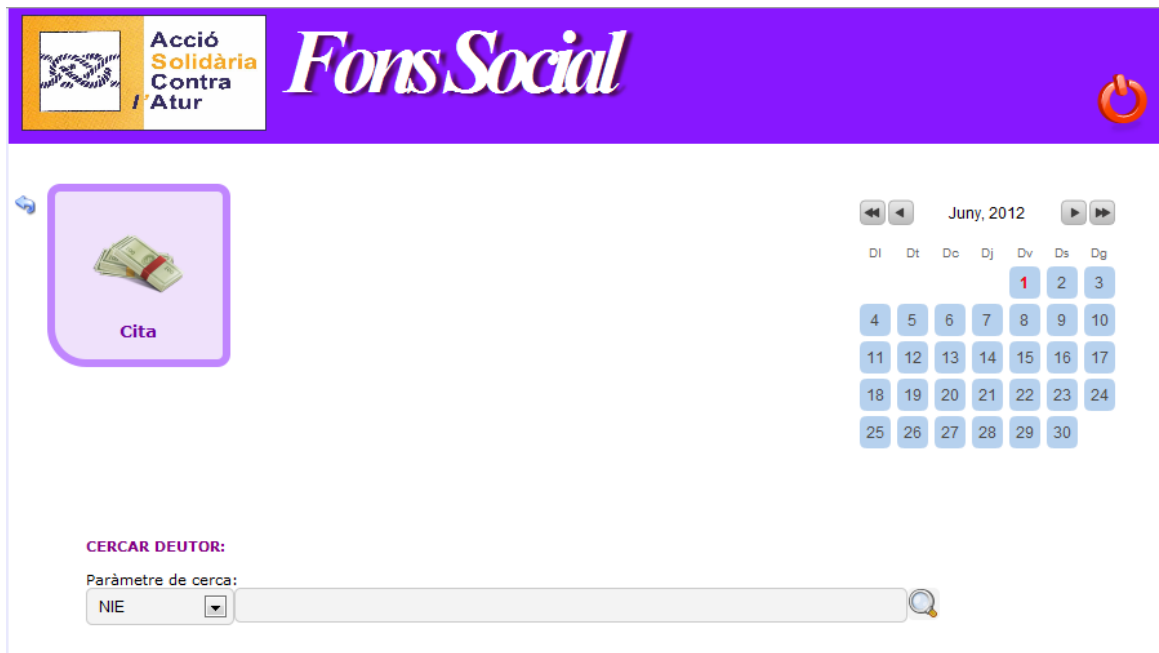 Acció
Solidària
Contra
l'Atur
Fons Social
Cita
Juny, 2012
Dl Dt Dc Dj Dv Ds Dg
1 2 3
4 5 6 7 8 9 10
11 12 13 14 15 16 17
18 19 20 21 22 23 24
25 26 27 28 29 30
CERCAR DEUTOR:
Paràmetre de cerca:
NIE